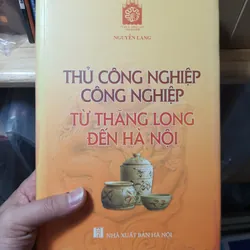 NGUYỄN LANG
THỦ CÔNG NGHIỆP
CÔNG NGHIỆP
TỪ THĂNG LONG
ĐẾN HÀ NỘI
NHÀ XUẤT BẢN HÀ NỘI